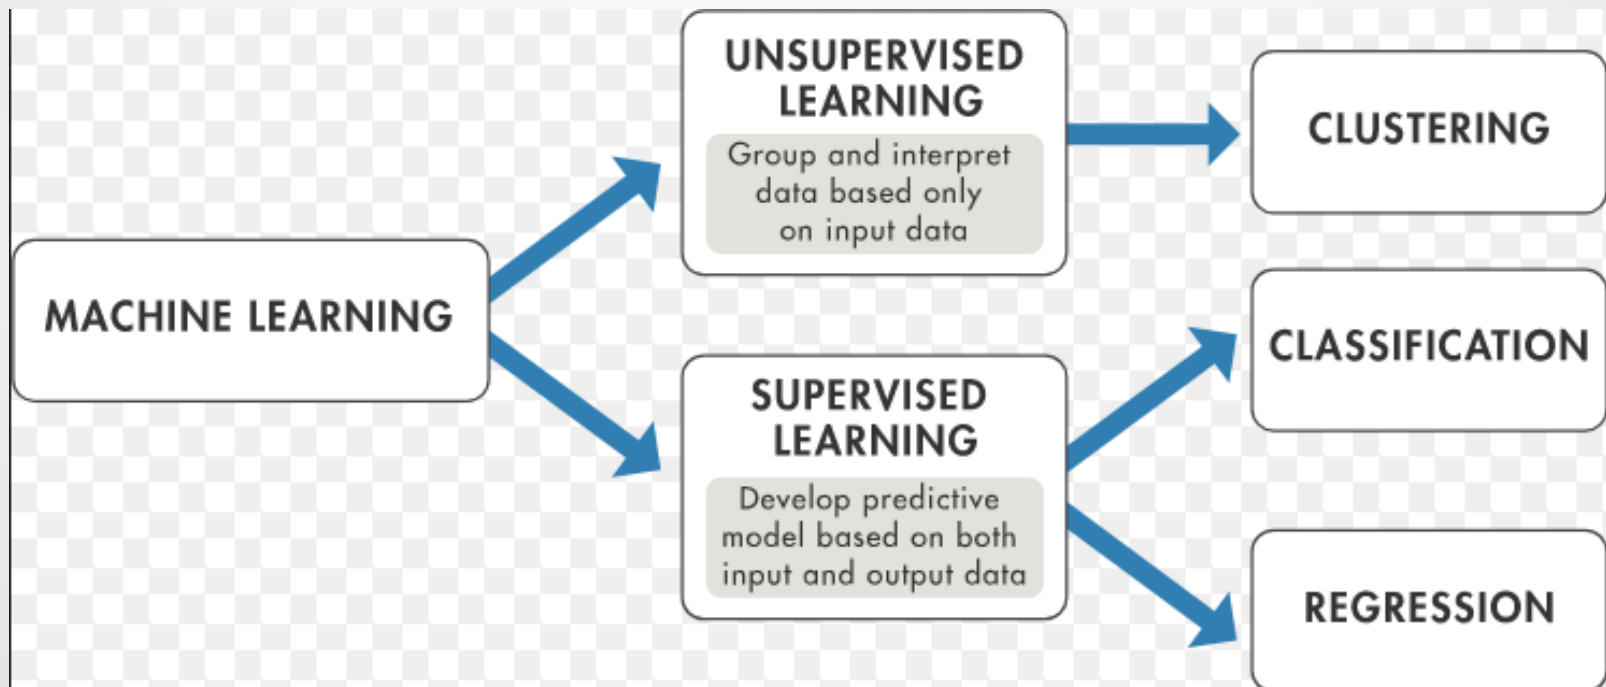 MACHINE LEARNING
UNSUPERVISED
LEARNING
Group and interpret
data based only
on input data
SUPERVISED
LEARNING
Develop predictive
model based on both
input and output data
CLUSTERING
CLASSIFICATION
REGRESSION